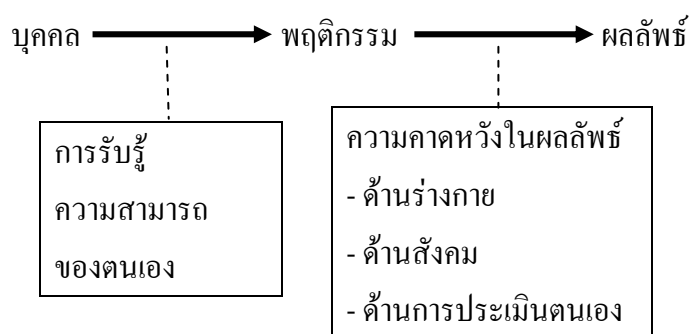 บุคคล พฤติกรรม ผลลัพธ์
การรับรู้
ความสามารถ
ของตนเอง
ความคาดหวังในผลลัพธ์
- ด้านร่างกาย
- ด้านสังคม
- ด้านการประเมินตนเอง